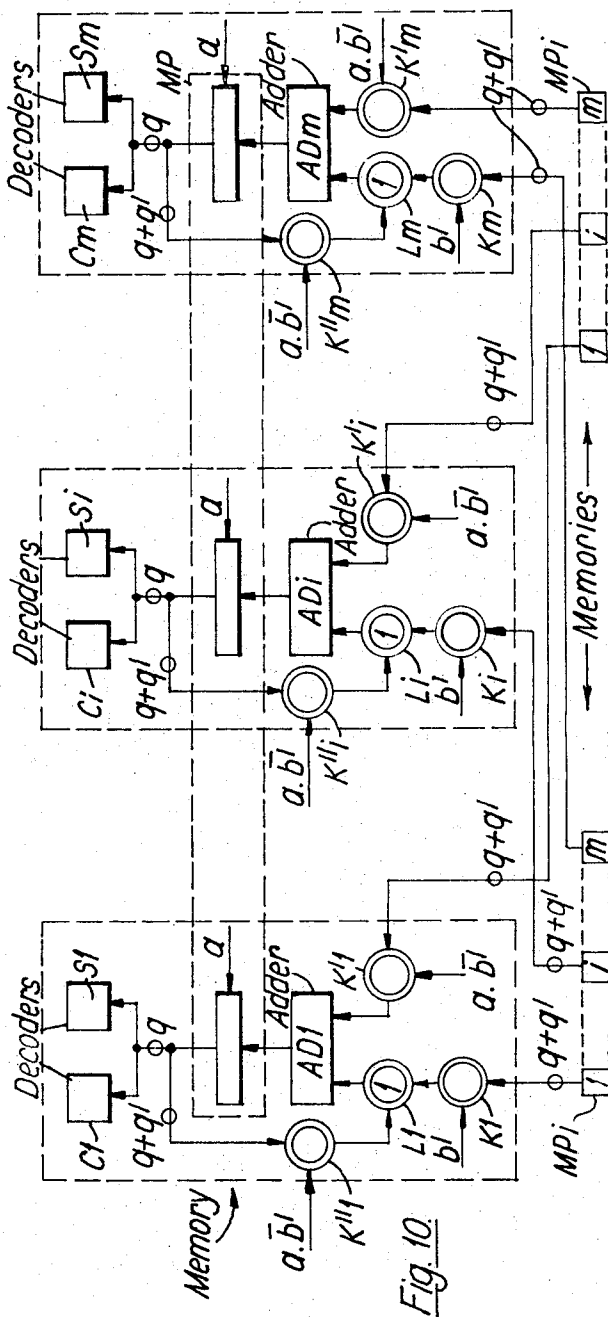 Decoders
C1
S1
q+q'
q
Memory
a
a.b̄'
K"1
Adder
AD1
K'1
a.b̄'
L1
b'
K1
q+q'
q+q'
MPi
1
i
m
q+q'
Decoders
Ci
Si
q+q'
q
a
a.b̄'
K"i
Adder
ADi
K'i
a.b̄'
Li
b'
Ki
q+q'
Memories
Decoders
Cm
Sm
q+q'
q
MP
a
a.b̄'
K"m
Adder
ADm
a.b̄'
K'm
Lm
b'
Km
q+q'
1
i
m
MPi
1
1
1
Fig. 10.